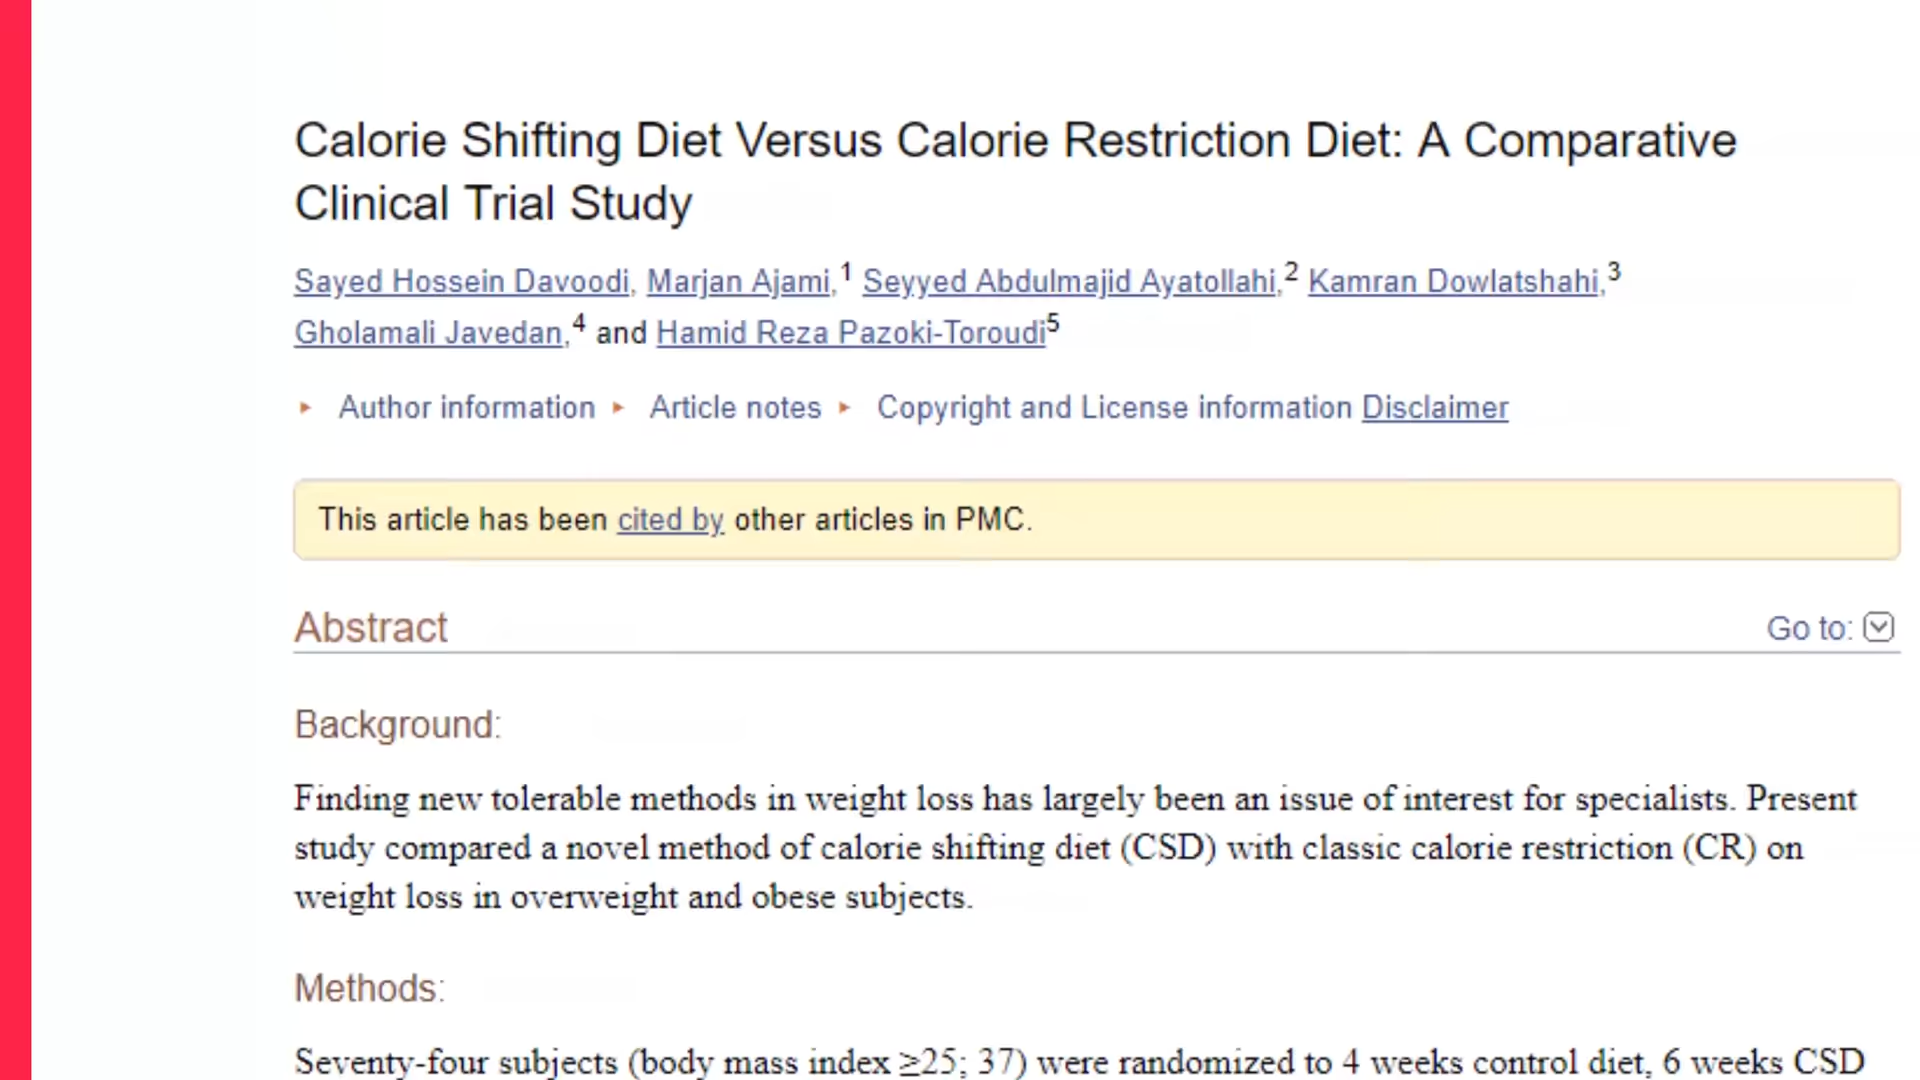 Calorie Shifting Diet Versus Calorie Restriction Diet: A Comparative
Clinical Trial Study
Sayed Hossein Davoodi, Marjan Ajami,1 Seyyed Abdulmajid Ayatollahi,2 Kamran Dowlatshahi,3
Gholamali Javedan,4 and Hamid Reza Pazoki-Toroudi5
▸ Author information ▸ Article notes ▸ Copyright and License information Disclaimer
This article has been cited by other articles in PMC.
Abstract Go to:
Background:
Finding new tolerable methods in weight loss has largely been an issue of interest for specialists. Present
study compared a novel method of calorie shifting diet (CSD) with classic calorie restriction (CR) on
weight loss in overweight and obese subjects.
Methods:
Seventy-four subjects (body mass index ≥25; 37) were randomized to 4 weeks control diet, 6 weeks CSD